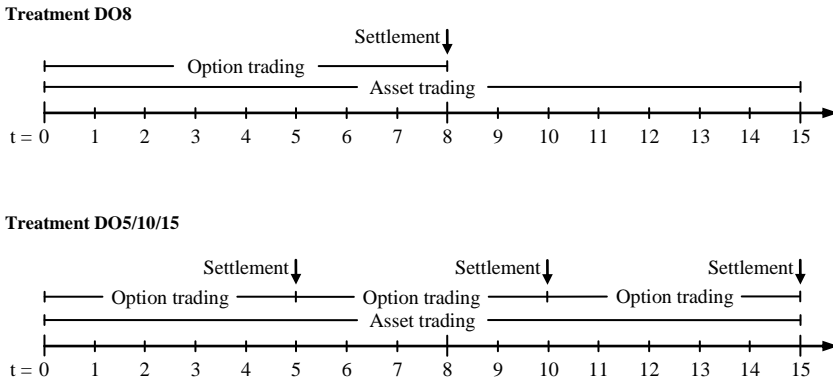 Treatment DO8
Settlement
Option trading
Asset trading
t = 0 1 2 3 4 5 6 7 8 9 10 11 12 13 14 15
Treatment DO5/10/15
Settlement Settlement Settlement
Option trading Option trading Option trading
Asset trading
t = 0 1 2 3 4 5 6 7 8 9 10 11 12 13 14 15